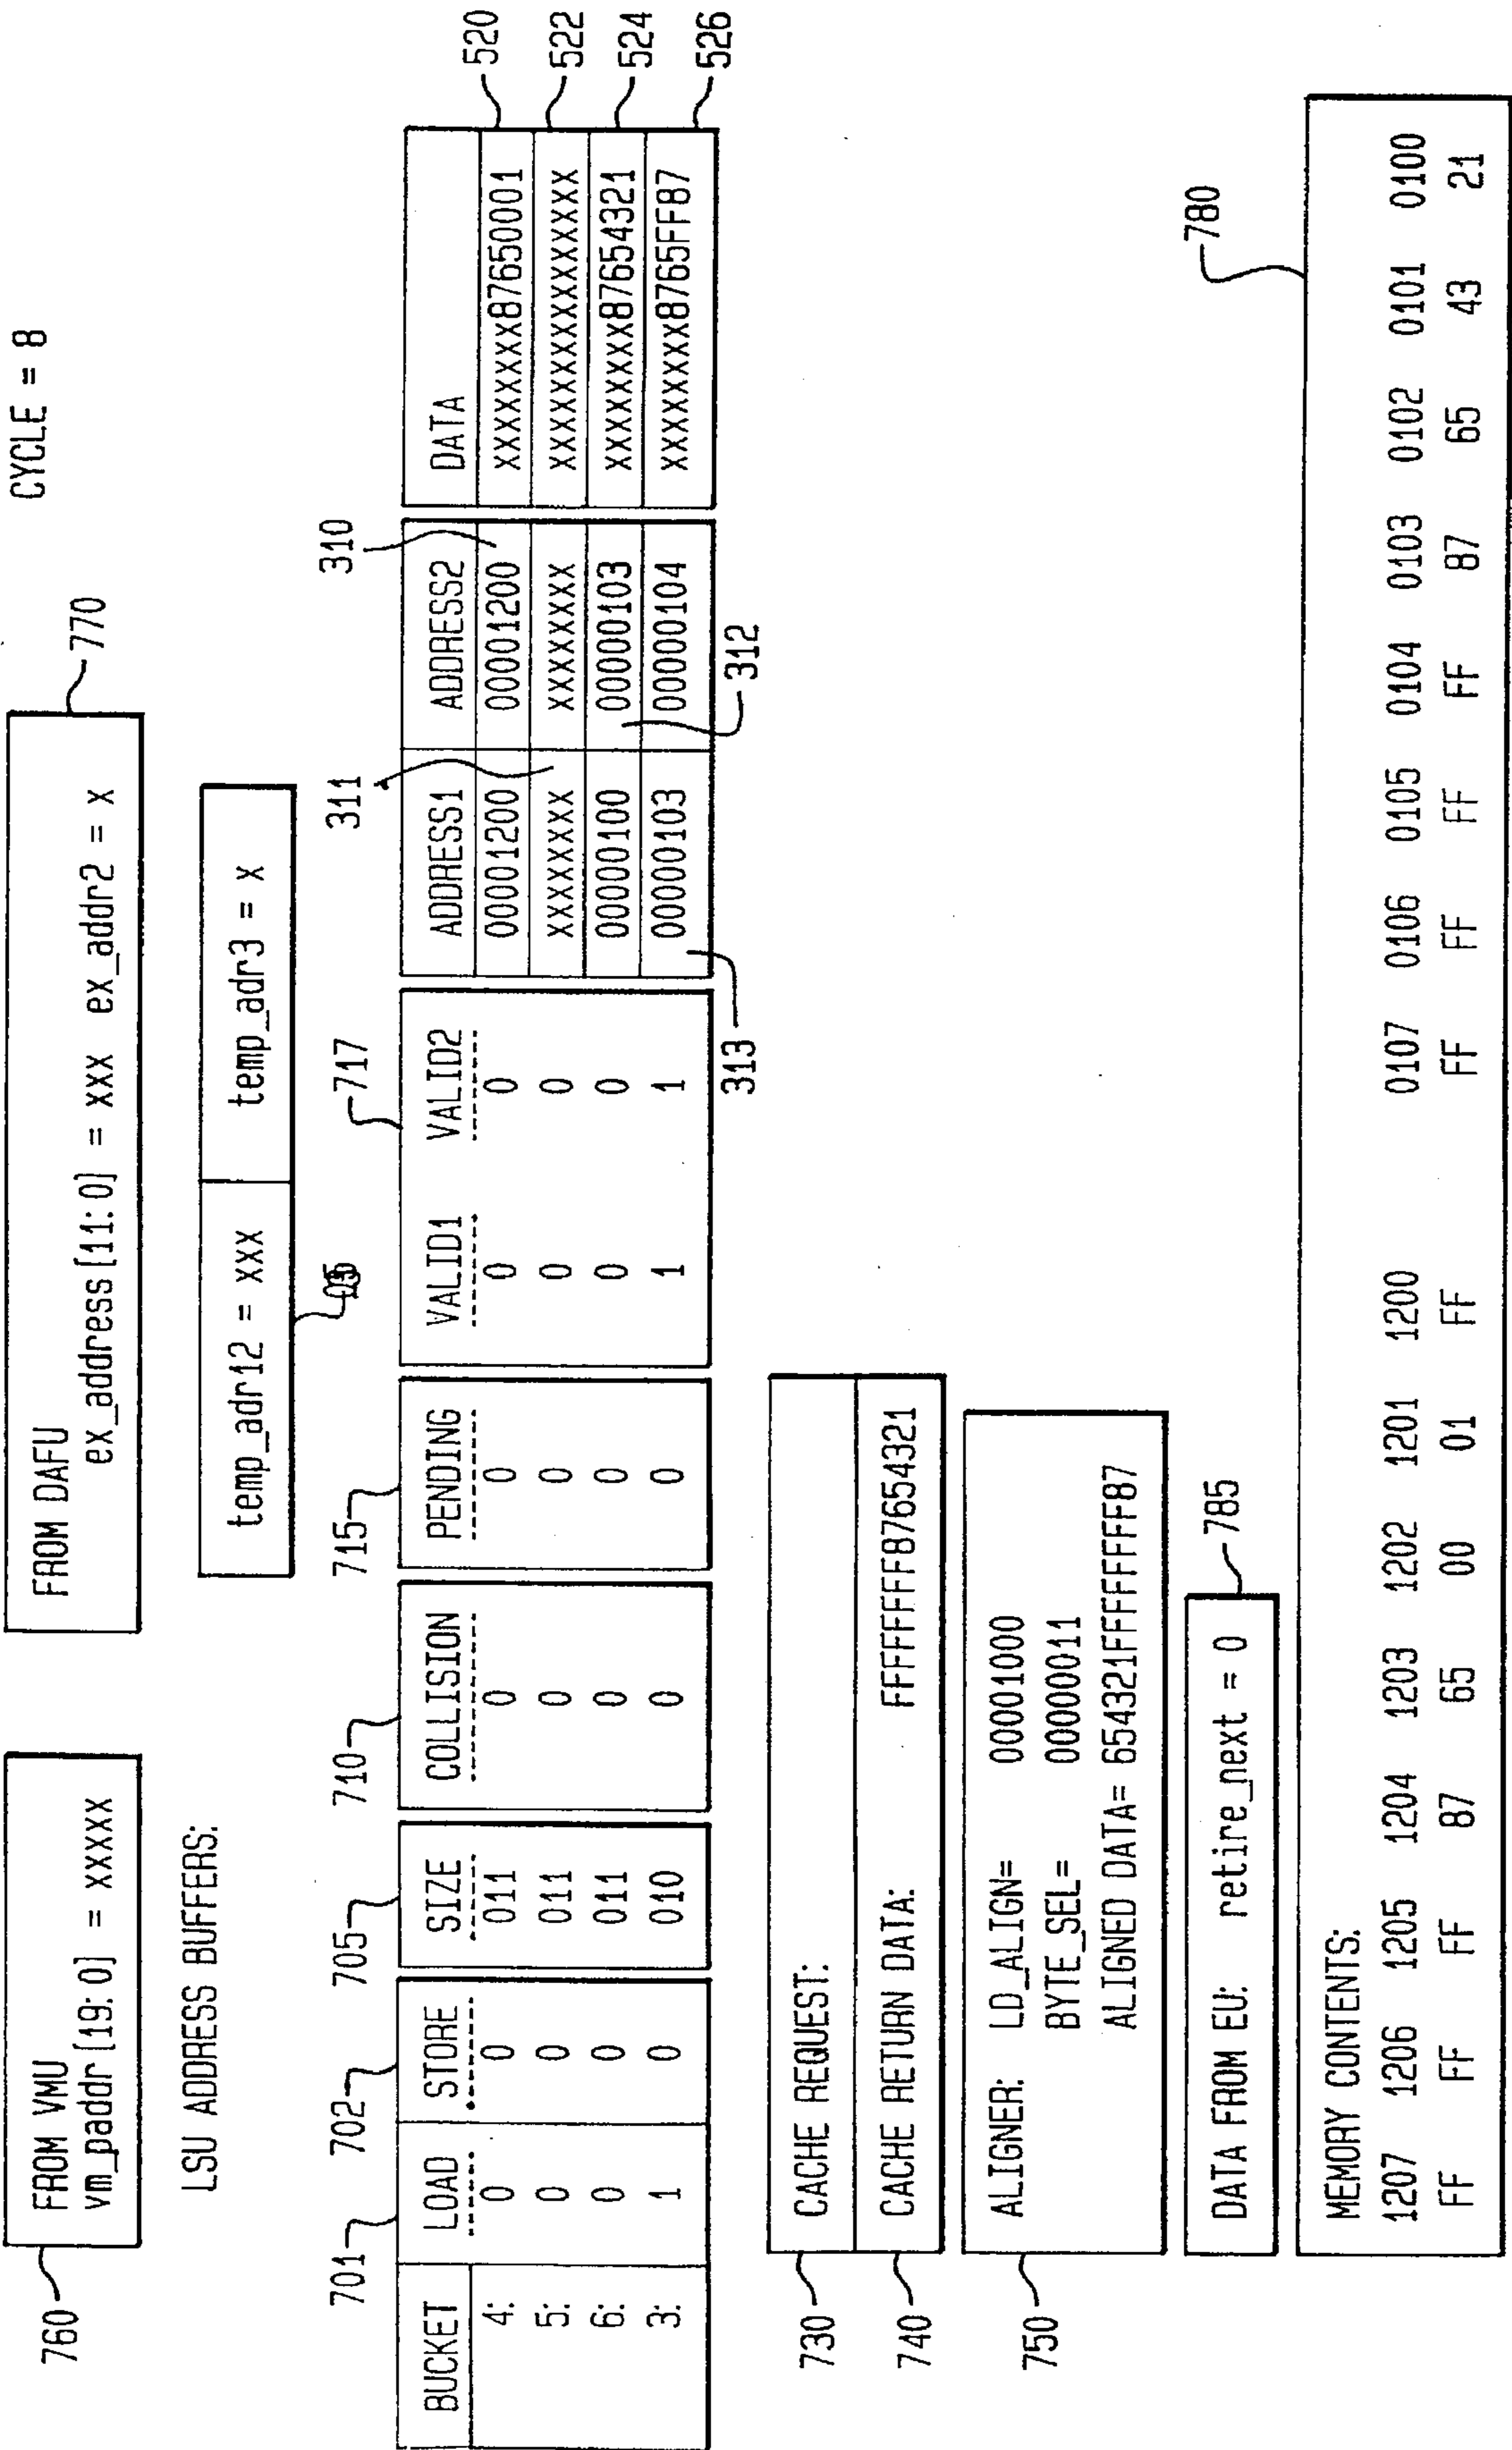 CYCLE = 8
FROM VMU
vm_paddr[19:0] = XXXXX
760
FROM DAFU
ex_address[11:0] = XXX ex_addr2 = X
770
temp_adr12 = XXX temp_adr3 = X
LSU ADDRESS BUFFERS:
701 702 705 710 715 717 311 310
BUCKET LOAD STORE SIZE COLLISION PENDING VALID1 VALID2 ADDRESS1 ADDRESS2 DATA
4: 0 0 011 0 0 0 0 00001200 00001200 XXXXXXXX87650001 520
5: 0 0 011 0 0 0 0 XXXXXXXX XXXXXXXX XXXXXXXXXXXXXXXX 522
6: 0 0 011 0 0 0 0 00000100 00000103 XXXXXXXX87654321 524
3: 1 0 010 0 0 1 1 00000103 00000104 XXXXXXXX8765FF87 526
313 312
730 CACHE REQUEST:
740 CACHE RETURN DATA: FFFFFFFF87654321
750 ALIGNER: LD_ALIGN= 00001000
BYTE_SEL= 0000011
ALIGNED DATA= 654321FFFFFFFF87
DATA FROM EU: retire_next = 0
785
780
MEMORY CONTENTS:
1207 1206 1205 1204 1203 1202 1201 1200 0107 0106 0105 0104 0103 0102 0101 0100
FF FF FF 87 65 00 01 FF FF FF FF FF 87 65 43 21